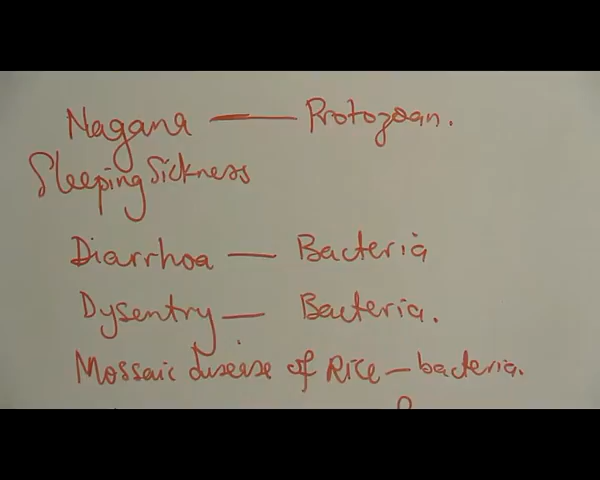 Nagana — Protozoan.
Sleeping Sickness
Diarrhoa — Bacteria
Dysentry — Bacteria.
Mossaic disease of Rice — bacteria.